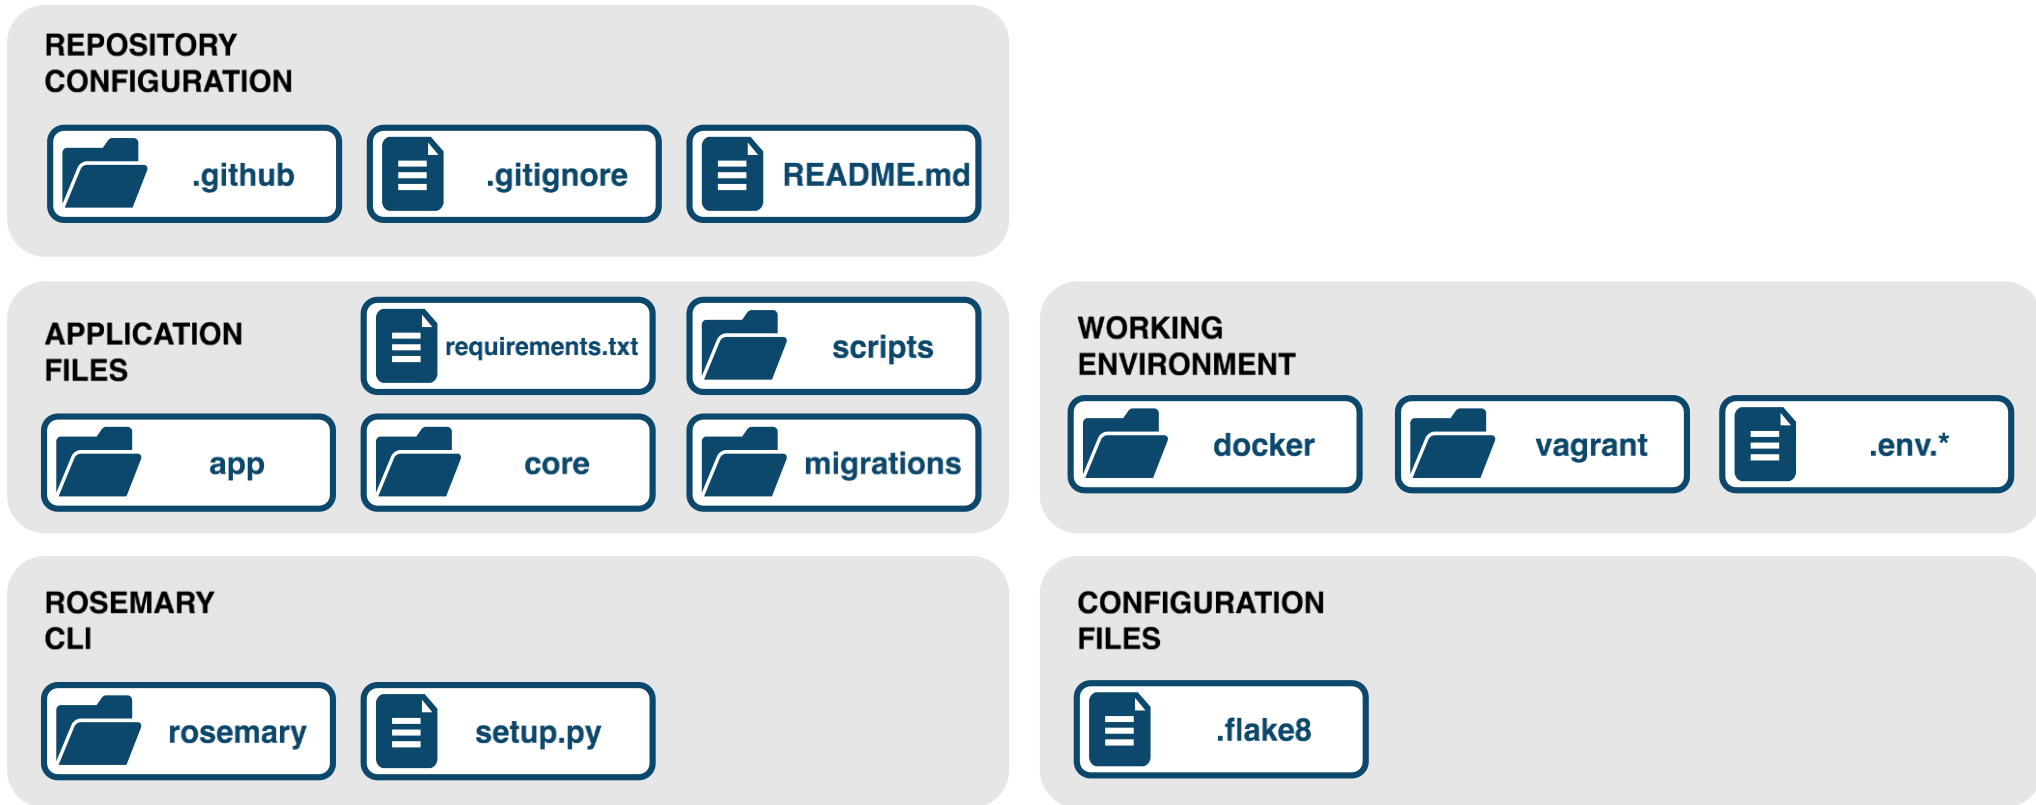 REPOSITORY
CONFIGURATION
.github
.gitignore
README.md
APPLICATION
FILES
requirements.txt
scripts
app
core
migrations
WORKING
ENVIRONMENT
docker
vagrant
.env.*
ROSEMARY
CLI
rosemary
setup.py
CONFIGURATION
FILES
.flake8